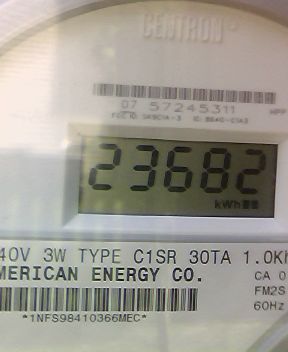 CENTRON
07 57245311
23682
kWh
40V 3W TYPE C1SR 30TA 1.0Kh
MERICAN ENERGY CO.
CA 0
FM2S
60Hz
*1NFS98410366MEC*